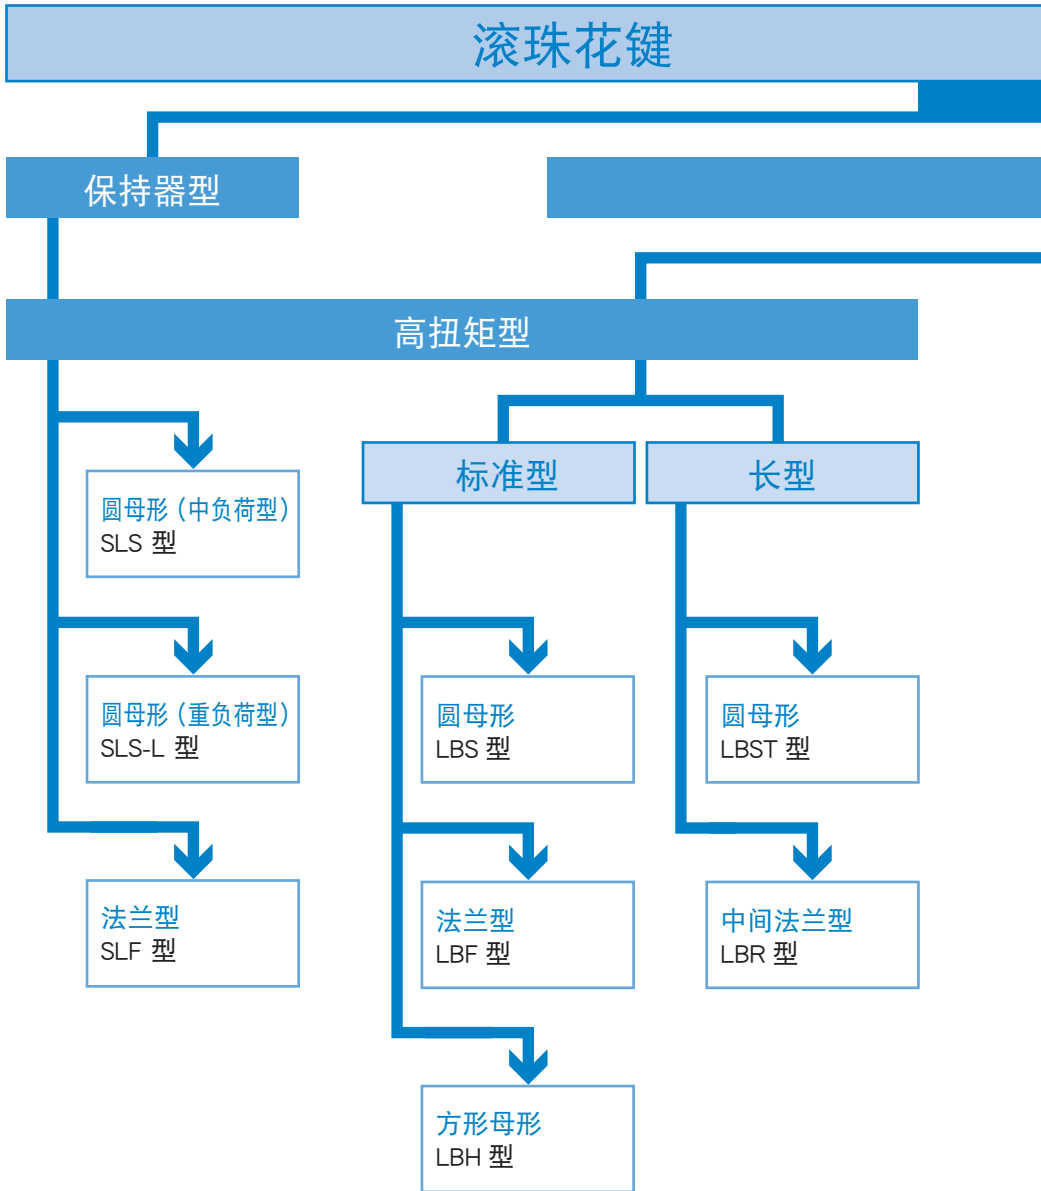 滚珠花键
保持器型
高扭矩型
标准型
长型
圆母形（中负荷型）
SLS 型
圆母形（重负荷型）
SLS-L 型
法兰型
SLF 型
圆母形
LBS 型
法兰型
LBF 型
方形母形
LBH 型
圆母形
LBST 型
中间法兰型
LBR 型